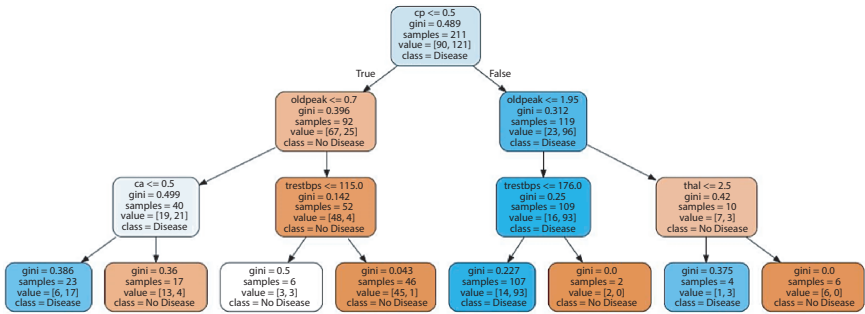 cp <= 0.5
gini = 0.489
samples = 211
value = [90, 121]
class = Disease
True
False
oldpeak <= 0.7
gini = 0.396
samples = 92
value = [67, 25]
class = No Disease
oldpeak <= 1.95
gini = 0.312
samples = 119
value = [23, 96]
class = Disease
ca <= 0.5
gini = 0.499
samples = 40
value = [19, 21]
class = Disease
trestbps <= 115.0
gini = 0.142
samples = 52
value = [48, 4]
class = No Disease
trestbps <= 176.0
gini = 0.25
samples = 109
value = [16, 93]
class = Disease
thal <= 2.5
gini = 0.42
samples = 10
value = [7, 3]
class = No Disease
gini = 0.386
samples = 23
value = [6, 17]
class = Disease
gini = 0.36
samples = 17
value = [13, 4]
class = No Disease
gini = 0.5
samples = 6
value = [3, 3]
class = No Disease
gini = 0.043
samples = 46
value = [45, 1]
class = No Disease
gini = 0.227
samples = 107
value = [14, 93]
class = Disease
gini = 0.0
samples = 2
value = [2, 0]
class = No Disease
gini = 0.375
samples = 4
value = [1, 3]
class = Disease
gini = 0.0
samples = 6
value = [6, 0]
class = No Disease